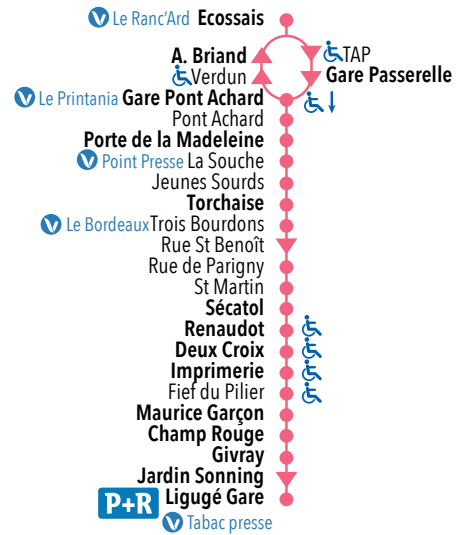 Le Ranc'Ard Ecossais
A. Briand
TAP
Verdun
Gare Passerelle
Le Printania Gare Pont Achard
Pont Achard
Porte de la Madeleine
Point Presse La Souche
Jeunes Sourds
Torchaise
Le Bordeaux Trois Bourdons
Rue St Benoît
Rue de Parigny
St Martin
Sécatol
Renaudot
Deux Croix
Imprimerie
Fief du Pilier
Maurice Garçon
Champ Rouge
Givray
Jardin Sonning
P+R Ligugé Gare
Tabac presse